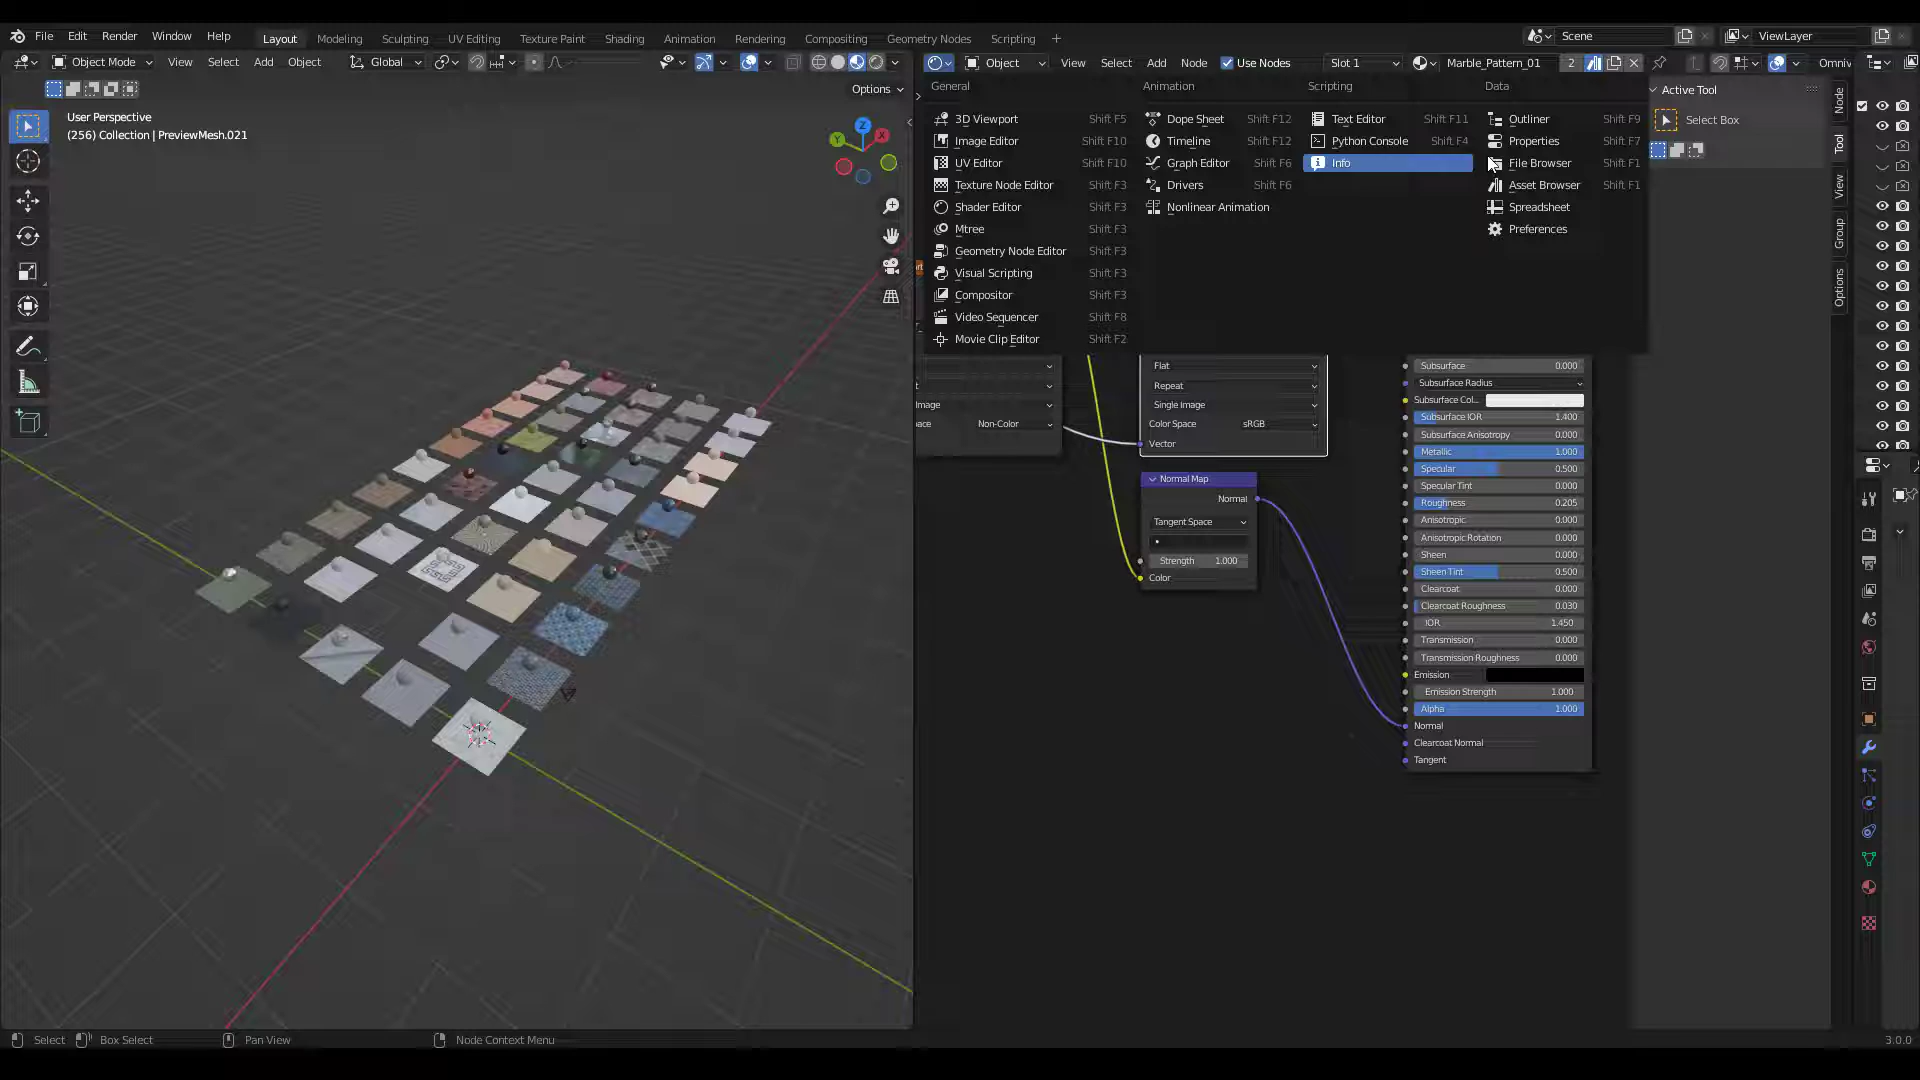 File Edit Render Window Help
Layout Modeling Sculpting UV Editing Texture Paint Shading Animation Rendering Compositing Geometry Nodes Scripting +
Scene
ViewLayer
Object Mode View Select Add Object
Global
Options
User Perspective
(256) Collection | PreviewMesh.021
Z
X
Y
Object View Select Add Node Use Nodes Slot 1 Marble_Pattern_01 2
Omniv
General
3D Viewport Shift F5
Image Editor Shift F10
UV Editor Shift F10
Texture Node Editor Shift F3
Shader Editor Shift F3
Mtree Shift F3
Geometry Node Editor Shift F3
Visual Scripting Shift F3
Compositor Shift F3
Video Sequencer Shift F8
Movie Clip Editor Shift F2
Animation
Dope Sheet Shift F12
Timeline Shift F12
Graph Editor Shift F6
Drivers Shift F6
Nonlinear Animation
Scripting
Text Editor Shift F11
Python Console Shift F4
Info
Data
Outliner Shift F9
Properties Shift F7
File Browser Shift F1
Asset Browser Shift F1
Spreadsheet
Preferences
Active Tool
Select Box
Node
Tool
View
Group
Options
Non-Color
Flat
Repeat
Single Image
Color Space sRGB
Vector
Normal Map
Normal
Tangent Space
Strength 1.000
Color
Subsurface 0.000
Subsurface Radius
Subsurface Col...
Subsurface IOR 1.400
Subsurface Anisotropy 0.000
Metallic 1.000
Specular 0.500
Specular Tint 0.000
Roughness 0.205
Anisotropic 0.000
Anisotropic Rotation 0.000
Sheen 0.000
Sheen Tint 0.500
Clearcoat 0.000
Clearcoat Roughness 0.030
IOR 1.450
Transmission 0.000
Transmission Roughness 0.000
Emission
Emission Strength 1.000
Alpha 1.000
Normal
Clearcoat Normal
Tangent
Select Box Select Pan View Node Context Menu 3.0.0